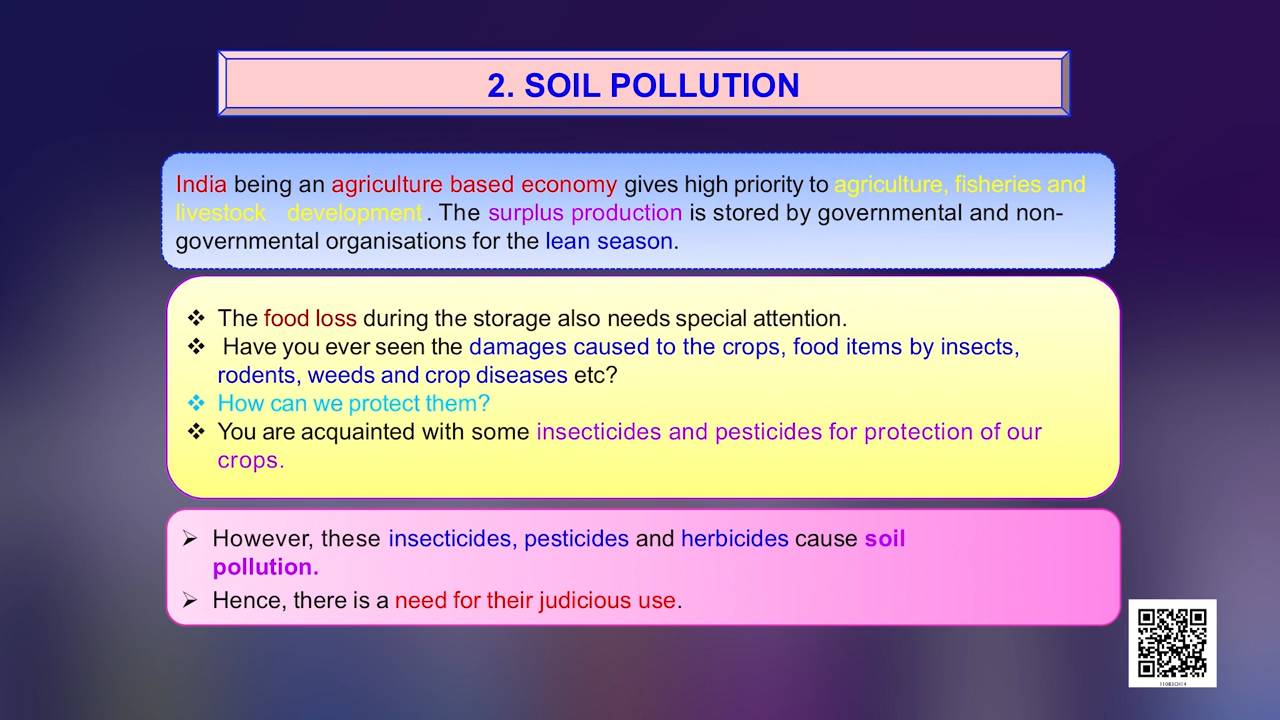 2. SOIL POLLUTION
India being an agriculture based economy gives high priority to agriculture, fisheries and
livestock development. The surplus production is stored by governmental and non-
governmental organisations for the lean season.
❖ The food loss during the storage also needs special attention.
❖ Have you ever seen the damages caused to the crops, food items by insects,
rodents, weeds and crop diseases etc?
❖ How can we protect them?
❖ You are acquainted with some insecticides and pesticides for protection of our
crops.
➢ However, these insecticides, pesticides and herbicides cause soil
pollution.
➢ Hence, there is a need for their judicious use.
11083CH14